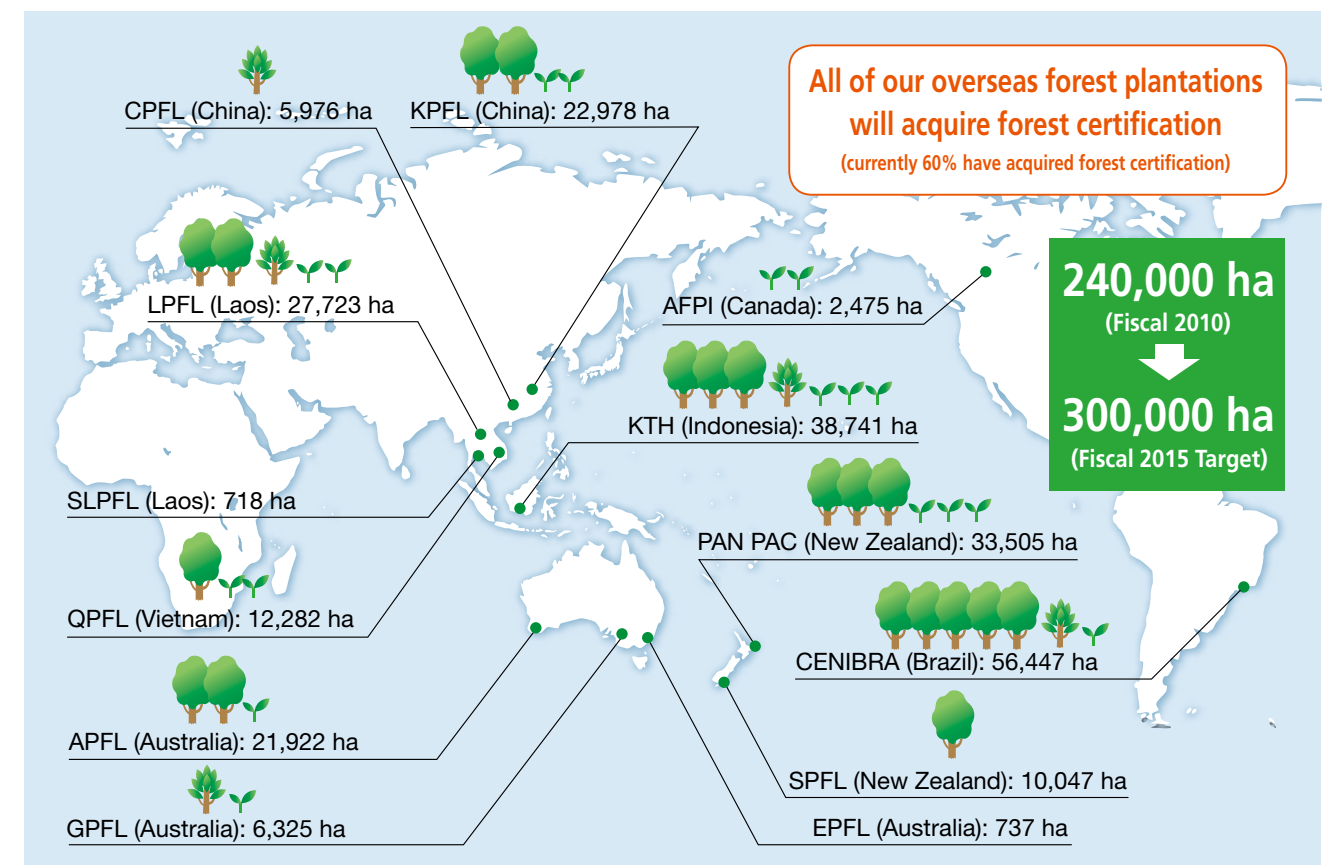 CPFL (China): 5,976 ha
KPFL (China): 22,978 ha
All of our overseas forest plantations
will acquire forest certification
(currently 60% have acquired forest certification)
LPFL (Laos): 27,723 ha
AFPI (Canada): 2,475 ha
240,000 ha
(Fiscal 2010)
300,000 ha
(Fiscal 2015 Target)
KTH (Indonesia): 38,741 ha
SLPFL (Laos): 718 ha
PAN PAC (New Zealand): 33,505 ha
QPFL (Vietnam): 12,282 ha
CENIBRA (Brazil): 56,447 ha
APFL (Australia): 21,922 ha
SPFL (New Zealand): 10,047 ha
GPFL (Australia): 6,325 ha
EPFL (Australia): 737 ha